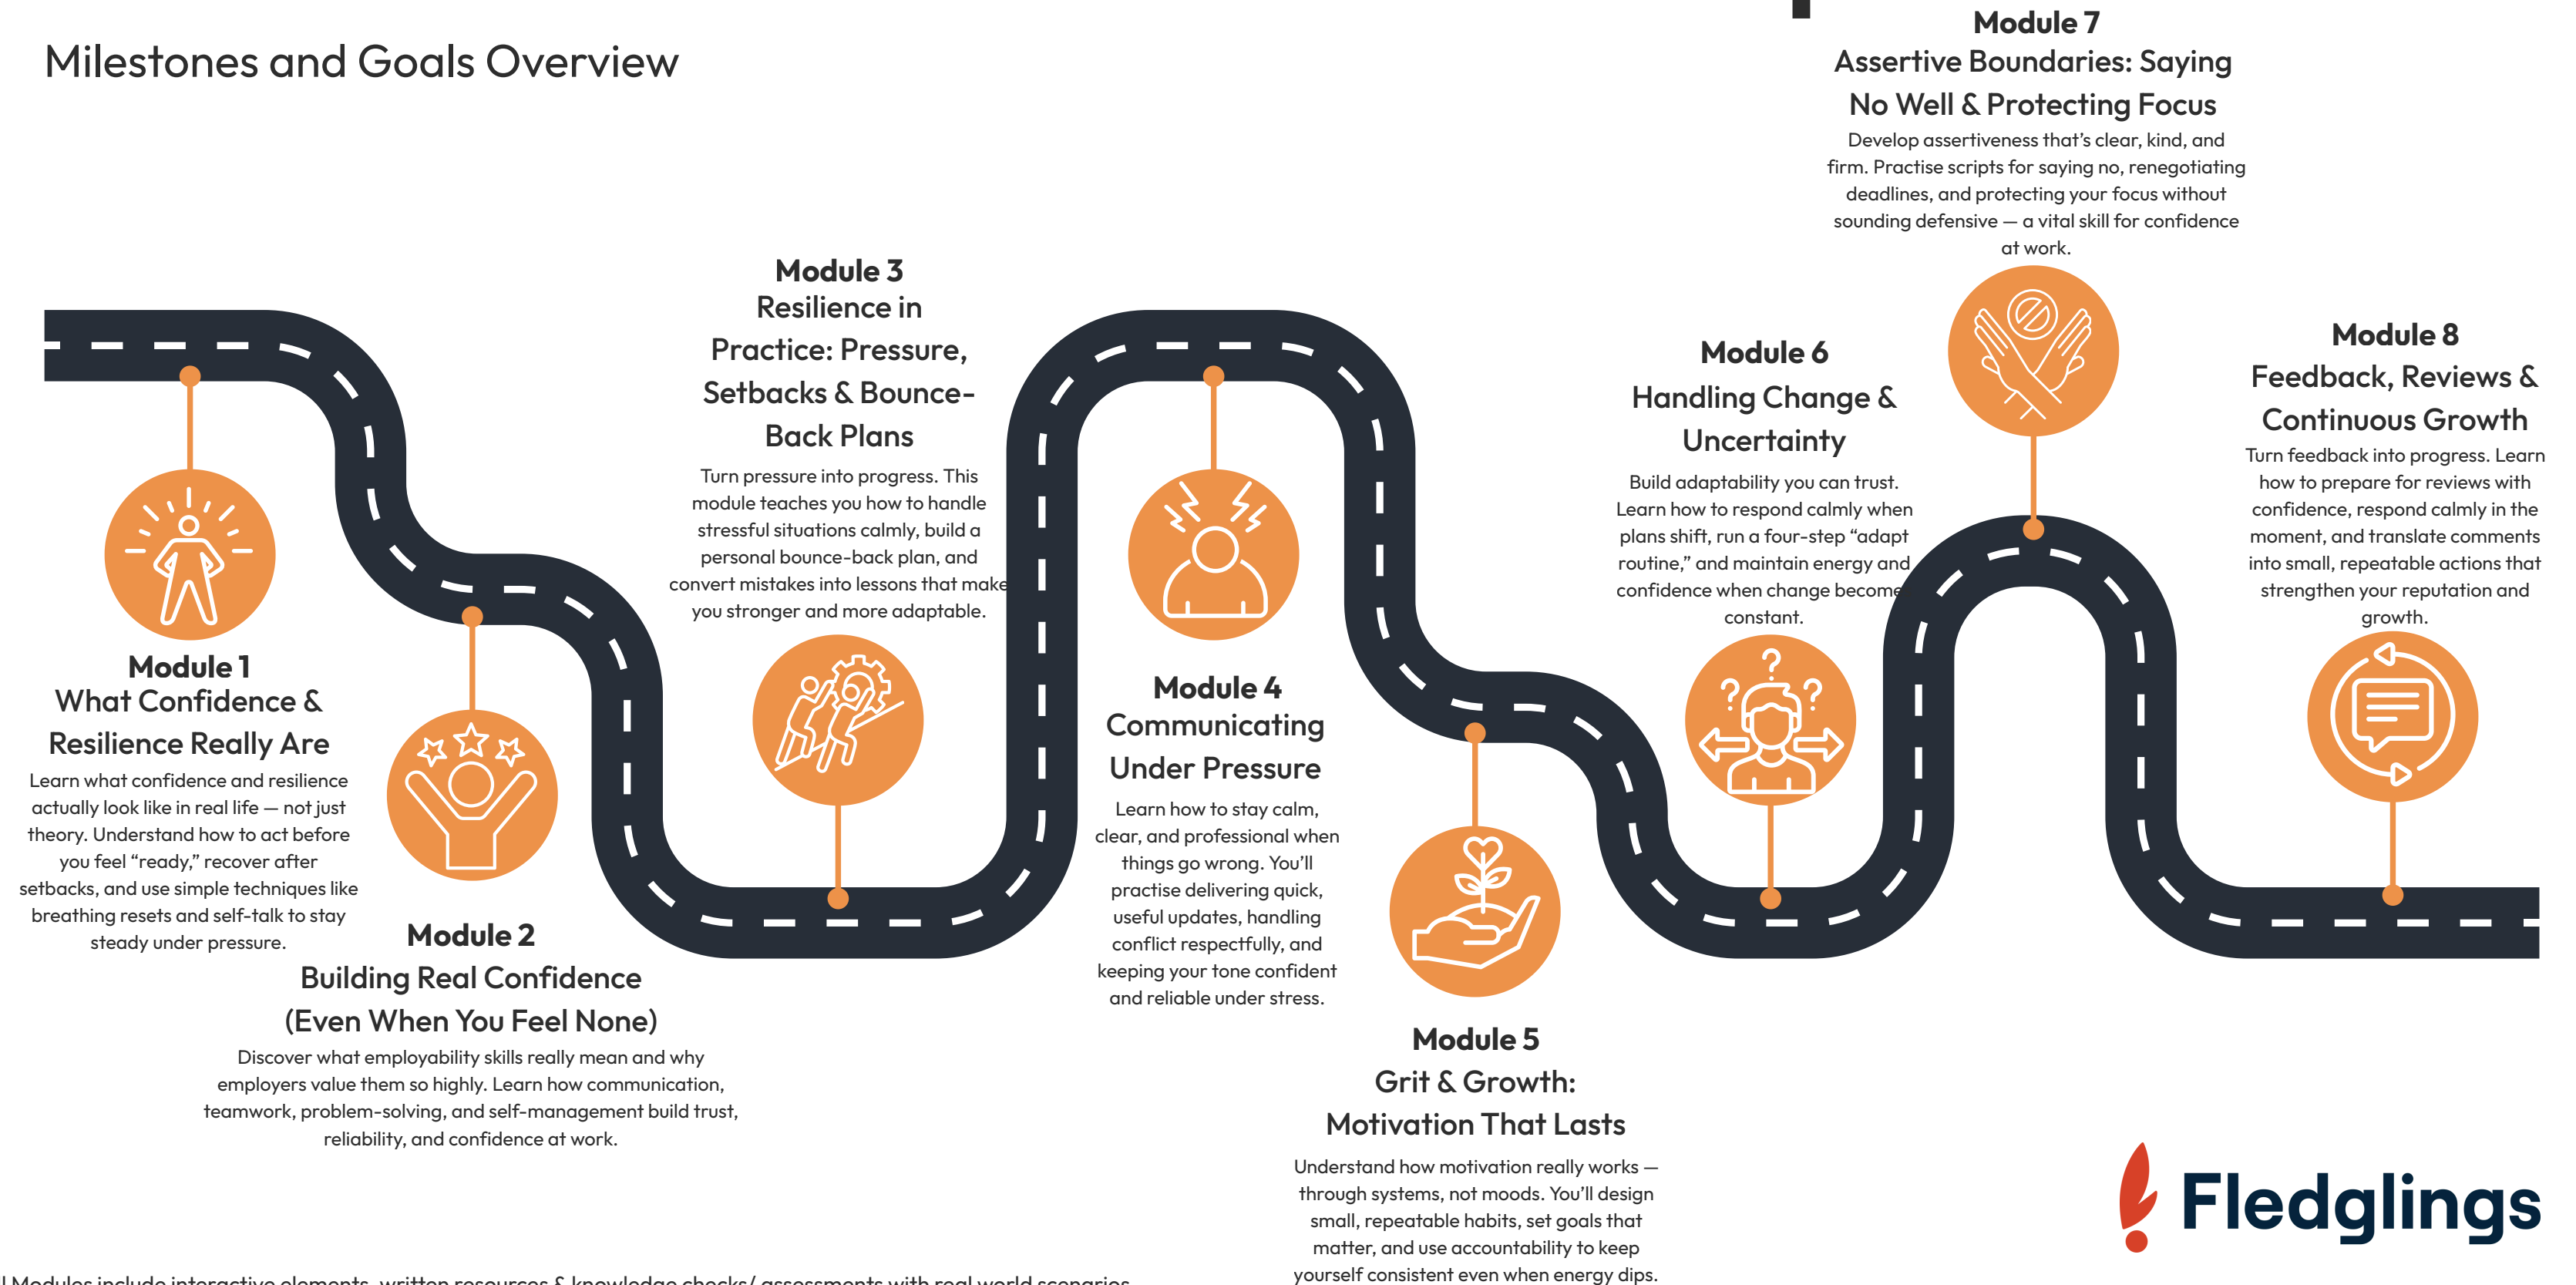 Milestones and Goals Overview
Module 1
What Confidence &
Resilience Really Are
Learn what confidence and resilience
actually look like in real life — not just
theory. Understand how to act before
you feel “ready,” recover after
setbacks, and use simple techniques like
breathing resets and self-talk to stay
steady under pressure.
Module 2
Building Real Confidence
(Even When You Feel None)
Discover what employability skills really mean and why
employers value them so highly. Learn how communication,
teamwork, problem-solving, and self-management build trust,
reliability, and confidence at work.
Module 3
Resilience in
Practice: Pressure,
Setbacks & Bounce-
Back Plans
Turn pressure into progress. This
module teaches you how to handle
stressful situations calmly, build a
personal bounce-back plan, and
convert mistakes into lessons that make
you stronger and more adaptable.
Module 4
Communicating
Under Pressure
Learn how to stay calm,
clear, and professional when
things go wrong. You’ll
practise delivering quick,
useful updates, handling
conflict respectfully, and
keeping your tone confident
and reliable under stress.
Module 5
Grit & Growth:
Motivation That Lasts
Understand how motivation really works —
through systems, not moods. You’ll design
small, repeatable habits, set goals that
matter, and use accountability to keep
yourself consistent even when energy dips.
Module 6
Handling Change &
Uncertainty
Build adaptability you can trust.
Learn how to respond calmly when
plans shift, run a four-step “adapt
routine,” and maintain energy and
confidence when change become
constant.
Module 7
Assertive Boundaries: Saying
No Well & Protecting Focus
Develop assertiveness that’s clear, kind, and
firm. Practise scripts for saying no, renegotiating
deadlines, and protecting your focus without
sounding defensive — a vital skill for confidence
at work.
Module 8
Feedback, Reviews &
Continuous Growth
Turn feedback into progress. Learn
how to prepare for reviews with
confidence, respond calmly in the
moment, and translate comments
into small, repeatable actions that
strengthen your reputation and
growth.
Fledglings
Modules include interactive elements, written resources & knowledge checks/ assessments with real world scenarios